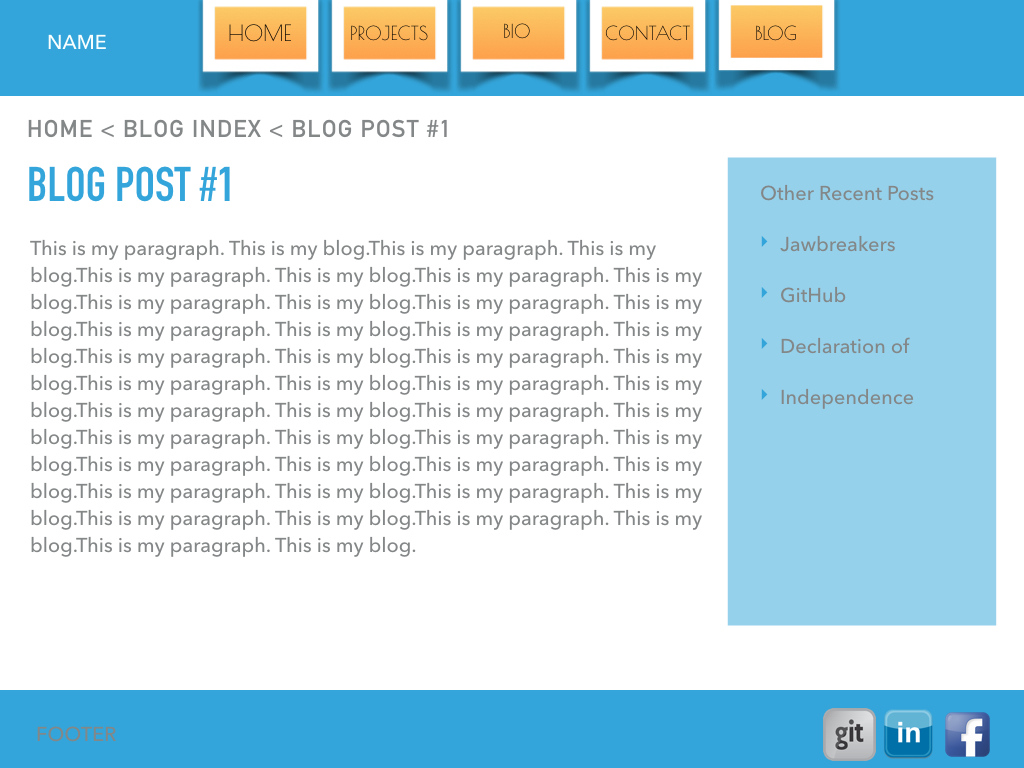 NAME
HOME
PROJECTS
BIO
CONTACT
BLOG
HOME < BLOG INDEX < BLOG POST #1
BLOG POST #1
This is my paragraph. This is my blog.This is my paragraph. This is my
blog.This is my paragraph. This is my blog.This is my paragraph. This is my
blog.This is my paragraph. This is my blog.This is my paragraph. This is my
blog.This is my paragraph. This is my blog.This is my paragraph. This is my
blog.This is my paragraph. This is my blog.This is my paragraph. This is my
blog.This is my paragraph. This is my blog.This is my paragraph. This is my
blog.This is my paragraph. This is my blog.This is my paragraph. This is my
blog.This is my paragraph. This is my blog.This is my paragraph. This is my
blog.This is my paragraph. This is my blog.This is my paragraph. This is my
blog.This is my paragraph. This is my blog.This is my paragraph. This is my
blog.This is my paragraph. This is my blog.This is my paragraph. This is my
blog.This is my paragraph. This is my blog.
Other Recent Posts
Jawbreakers
GitHub
Declaration of
Independence
FOOTER
git
in
f